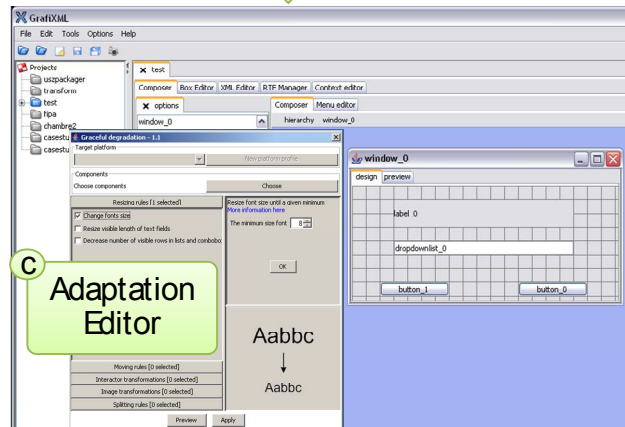 GrafiXML
File Edit Tools Options Help
Projects
uszpackager
transform
test
fipa
chambre2
casestu
casestu
test
Composer Box Editor XML Editor RTF Manager Context editor
options
Composer Menu editor
window_0
hierarchy window_0
Graceful degradation - 1.1
Target platform
New platform profile
Components
Choose components
Choose
Resizing rules [1 selected]
Change fonts size
Resize visible length of text fields
Decrease number of visible rows in lists and combobo
Resize font size until a given minimum
More information here
The minimum size font 8
OK
Aabbc
Aabbc
Moving rules [0 selected]
Interactor transformations [0 selected]
Image transformations [0 selected]
Splitting rules [0 selected]
Preview Apply
C
Adaptation
Editor
window_0
design preview
label_0
dropdownlist_0
button_1 button_0